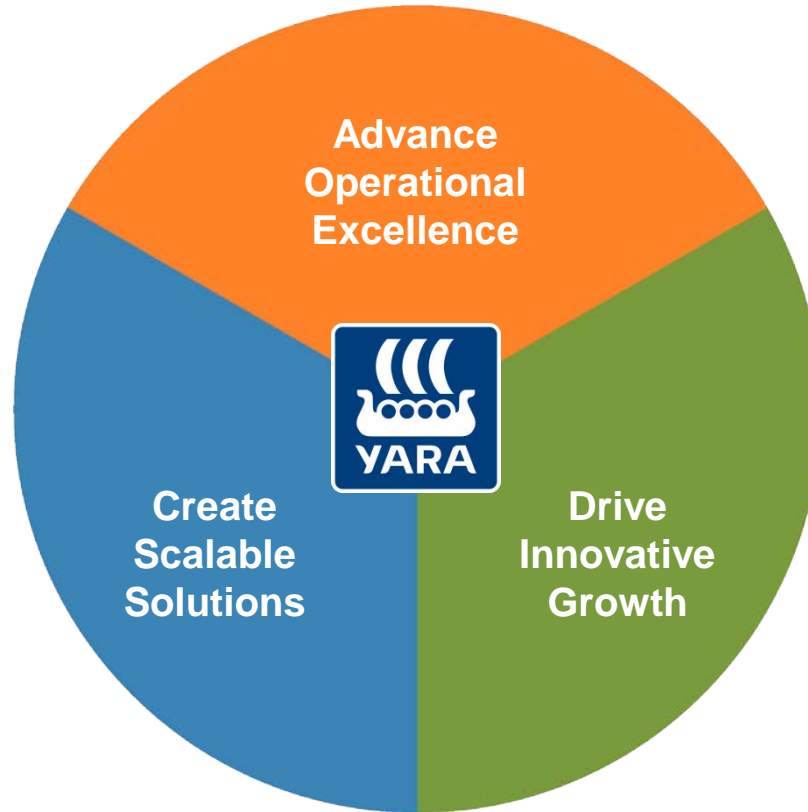 Advance
Operational
Excellence
YARA
Create
Scalable
Solutions
Drive
Innovative
Growth